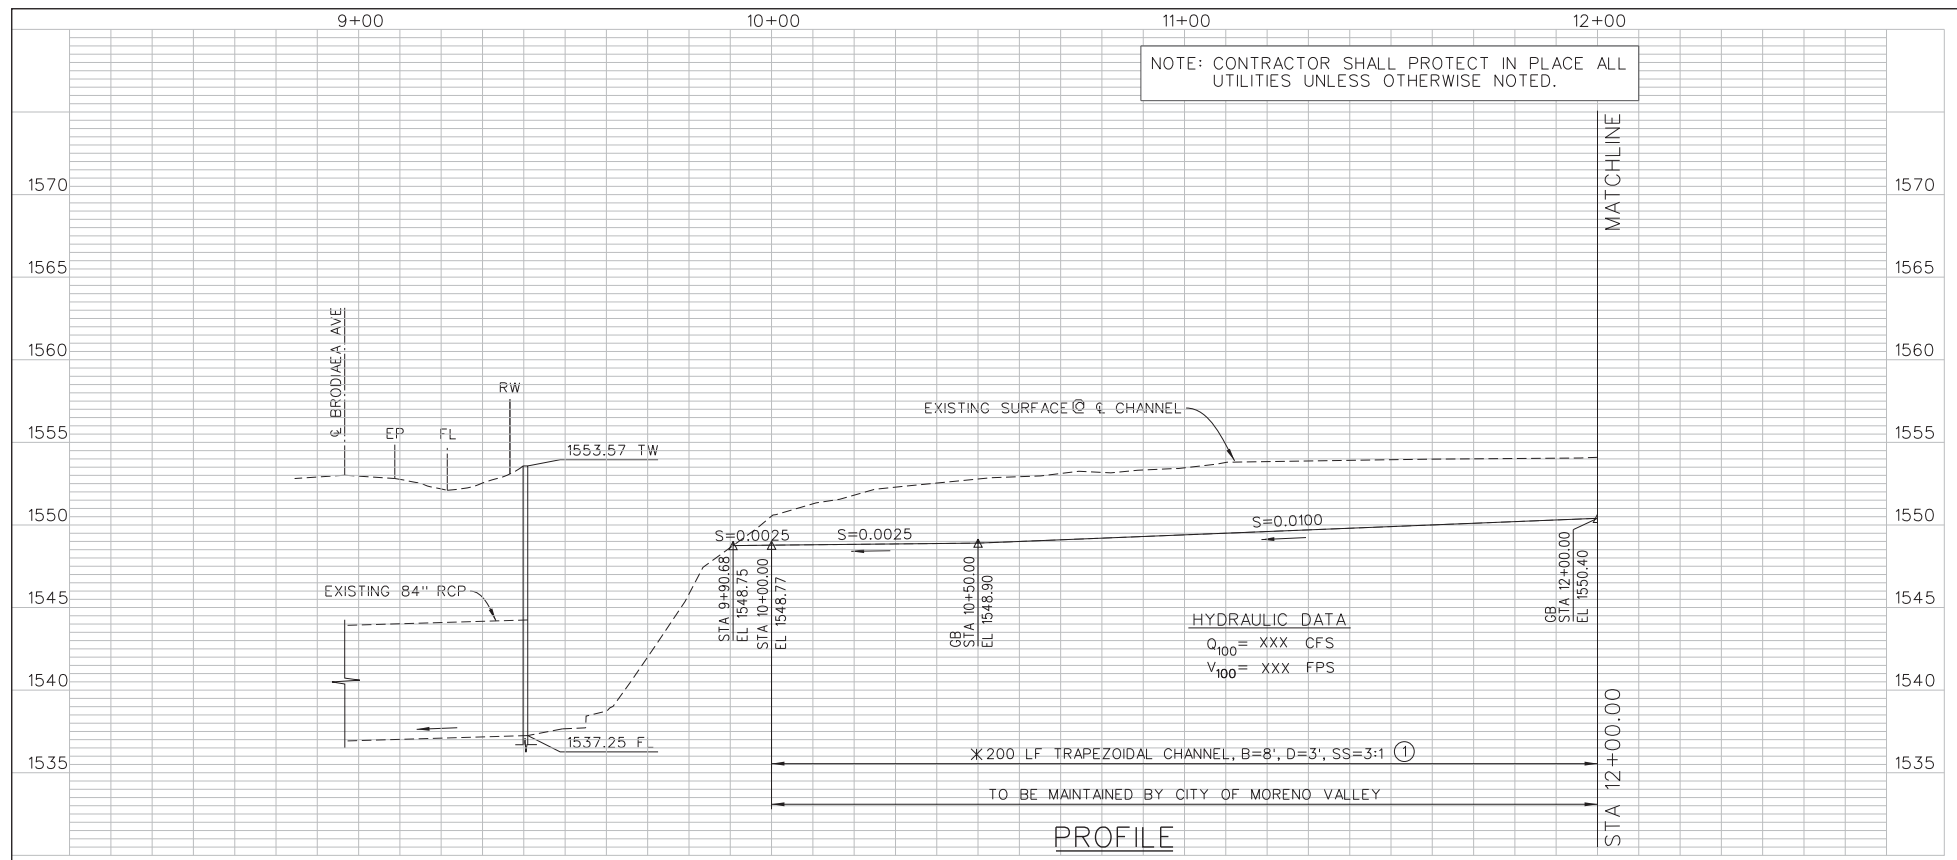 9+00 10+00 11+00 12+00
NOTE: CONTRACTOR SHALL PROTECT IN PLACE ALL
UTILITIES UNLESS OTHERWISE NOTED.
MATCHLINE
1570 1570
1565 1565
1560 1560
1555 1555
1550 1550
1545 1545
1540 1540
1535 1535
℄ BRODIAEA AVE
EP
FL
RW
1553.57 TW
EXISTING SURFACE @ ℄ CHANNEL
S=0.0025
S=0.0025
S=0.0100
EXISTING 84" RCP
STA 9+90.68
EL 1548.75
STA 10+00.00
EL 1548.77
GB
STA 10+50.00
EL 1548.90
GB
STA 12+00.00
EL 1550.40
HYDRAULIC DATA
Q100= XXX CFS
V100= XXX FPS
1537.25 FL
*200 LF TRAPEZOIDAL CHANNEL, B=8', D=3', SS=3:1 1
TO BE MAINTAINED BY CITY OF MORENO VALLEY
STA 12+00.00
PROFILE